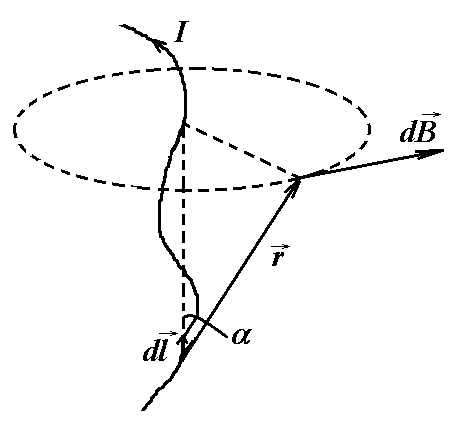 I
dB⃗
r⃗
α
dl⃗